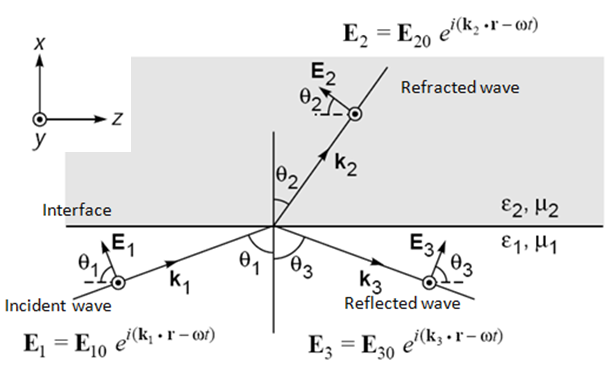 E₂ = E₂₀ e^{i(k₂·r − ωt)}
x
z
y
E₂
θ₂
Refracted wave
k₂
θ₂
Interface
ε₂, μ₂
ε₁, μ₁
E₁
θ₁
k₁
θ₁
θ₃
k₃
E₃
θ₃
Incident wave
Reflected wave
E₁ = E₁₀ e^{i(k₁·r − ωt)}
E₃ = E₃₀ e^{i(k₃·r − ωt)}